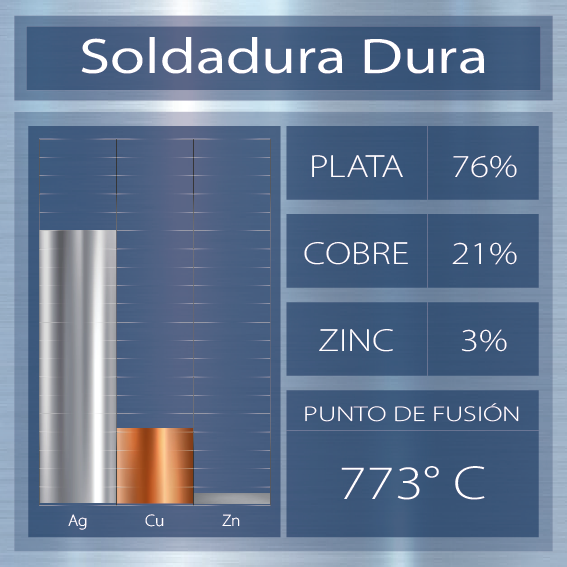 Soldadura Dura
PLATA 76%
COBRE 21%
ZINC 3%
PUNTO DE FUSIÓN
773° C
Ag Cu Zn